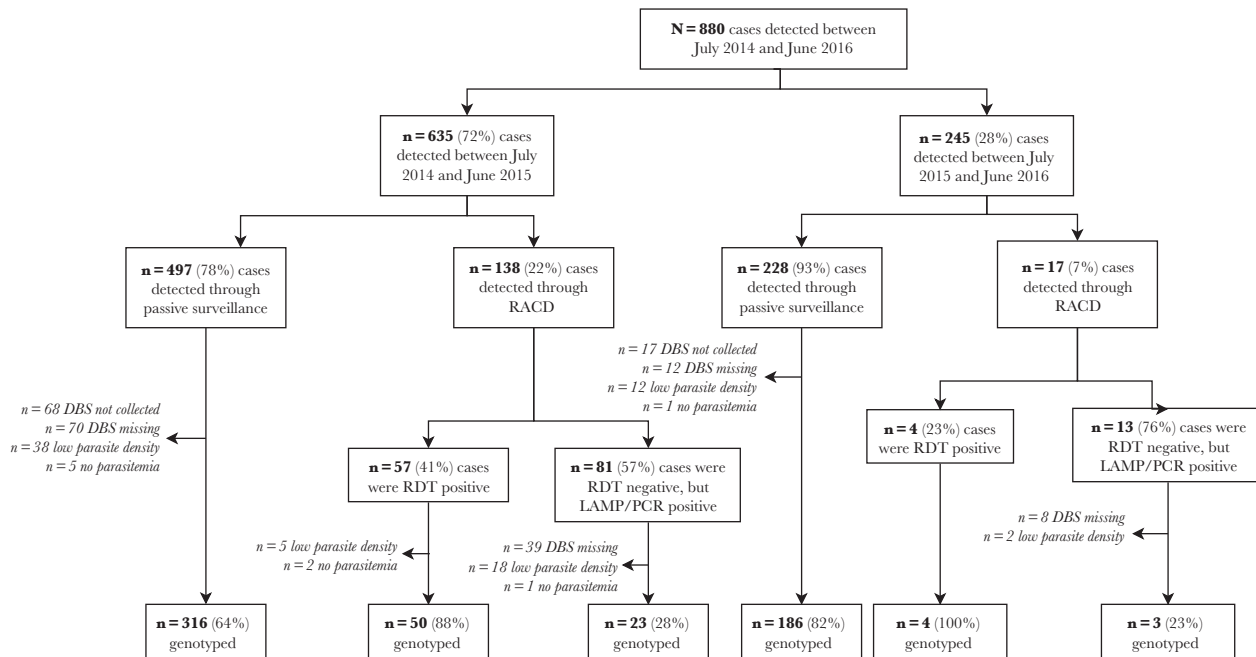 N = 880 cases detected between
July 2014 and June 2016
n = 635 (72%) cases
detected between July
2014 and June 2015
n = 245 (28%) cases
detected between July
2015 and June 2016
n = 497 (78%) cases
detected through
passive surveillance
n = 138 (22%) cases
detected through
RACD
n = 228 (93%) cases
detected through
passive surveillance
n = 17 (7%) cases
detected through
RACD
n = 68 DBS not collected
n = 70 DBS missing
n = 38 low parasite density
n = 5 no parasitemia
n = 17 DBS not collected
n = 12 DBS missing
n = 12 low parasite density
n = 1 no parasitemia
n = 57 (41%) cases
were RDT positive
n = 81 (57%) cases were
RDT negative, but
LAMP/PCR positive
n = 4 (23%) cases
were RDT positive
n = 13 (76%) cases were
RDT negative, but
LAMP/PCR positive
n = 5 low parasite density
n = 2 no parasitemia
n = 39 DBS missing
n = 18 low parasite density
n = 1 no parasitemia
n = 8 DBS missing
n = 2 low parasite density
n = 316 (64%)
genotyped
n = 50 (88%)
genotyped
n = 23 (28%)
genotyped
n = 186 (82%)
genotyped
n = 4 (100%)
genotyped
n = 3 (23%)
genotyped